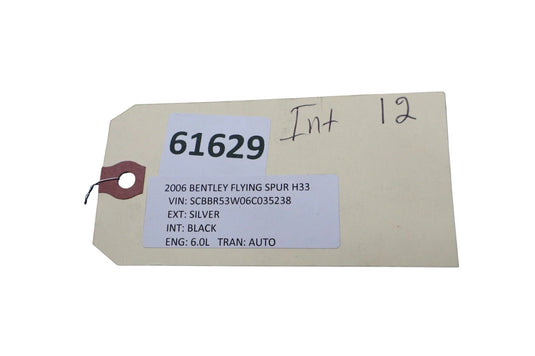 Int 12
61629
2006 BENTLEY FLYING SPUR H33
VIN: SCBBR53W06C035238
EXT: SILVER
INT: BLACK
ENG: 6.0L TRAN: AUTO